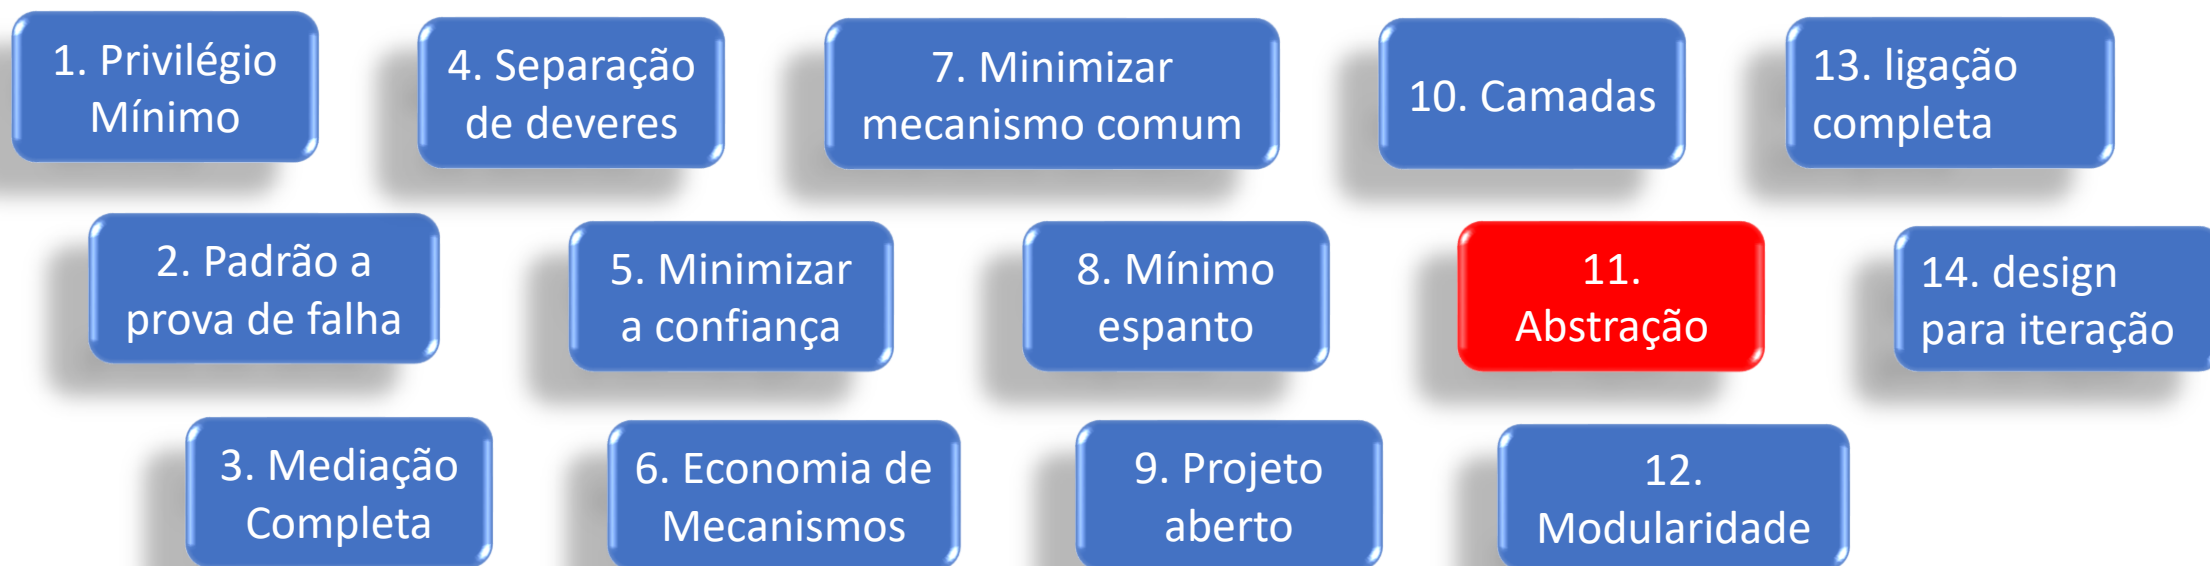 1. Privilégio
Mínimo
2. Padrão a
prova de falha
3. Mediação
Completa
4. Separação
de deveres
5. Minimizar
a confiança
6. Economia de
Mecanismos
7. Minimizar
mecanismo comum
8. Mínimo
espanto
9. Projeto
aberto
10. Camadas
11.
Abstração
12.
Modularidade
13. ligação
completa
14. design
para iteração